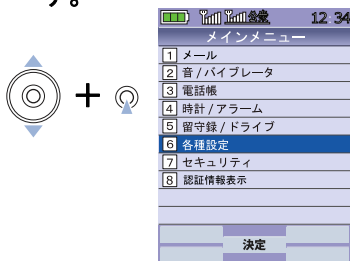 す。
12:34
メインメニュー
1 メール
2 音/バイブレータ
3 電話帳
4 時計/アラーム
5 留守録/ドライブ
6 各種設定
7 セキュリティ
8 認証情報表示
決定